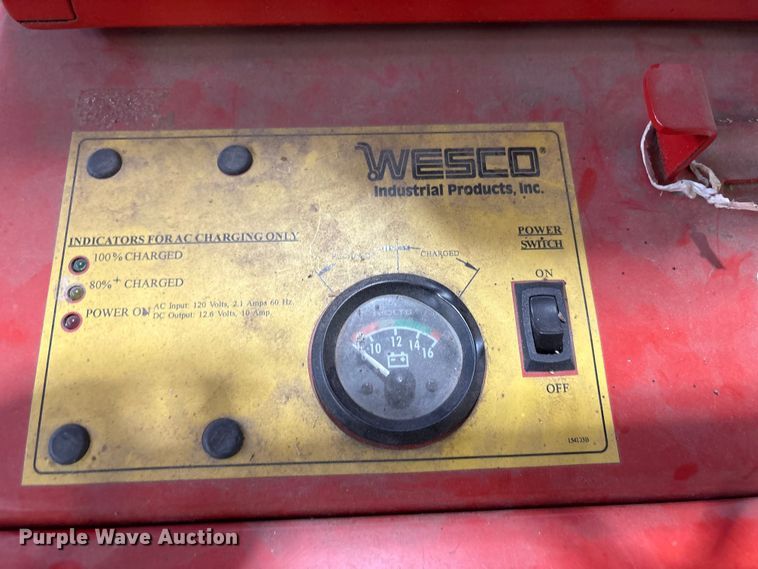 WESCO®
Industrial Products, Inc.
INDICATORS FOR AC CHARGING ONLY
100% CHARGED
80%+ CHARGED
POWER ON
AC Input: 120 Volts, 2.1 Amps 60 Hz.
DC Output: 12.6 Volts, 10 Amp.
CHARGED
VOLTS
10 12 14 16
POWER
SWITCH
ON
OFF
Purple Wave Auction